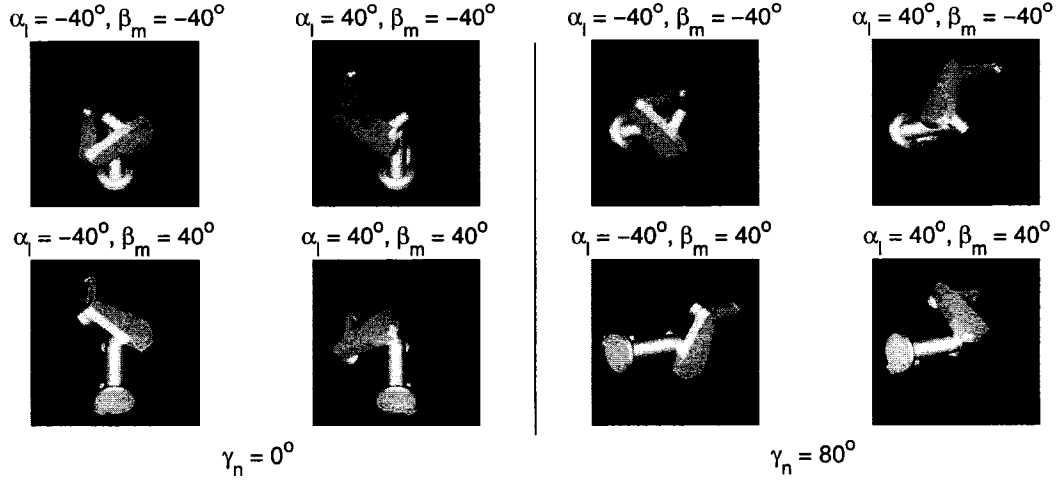 α_l = −40°, β_m = −40° α_l = 40°, β_m = −40° α_l = −40°, β_m = −40° α_l = 40°, β_m = −40°
α_l = −40°, β_m = 40° α_l = 40°, β_m = 40° α_l = −40°, β_m = 40° α_l = 40°, β_m = 40°
γ_n = 0° γ_n = 80°